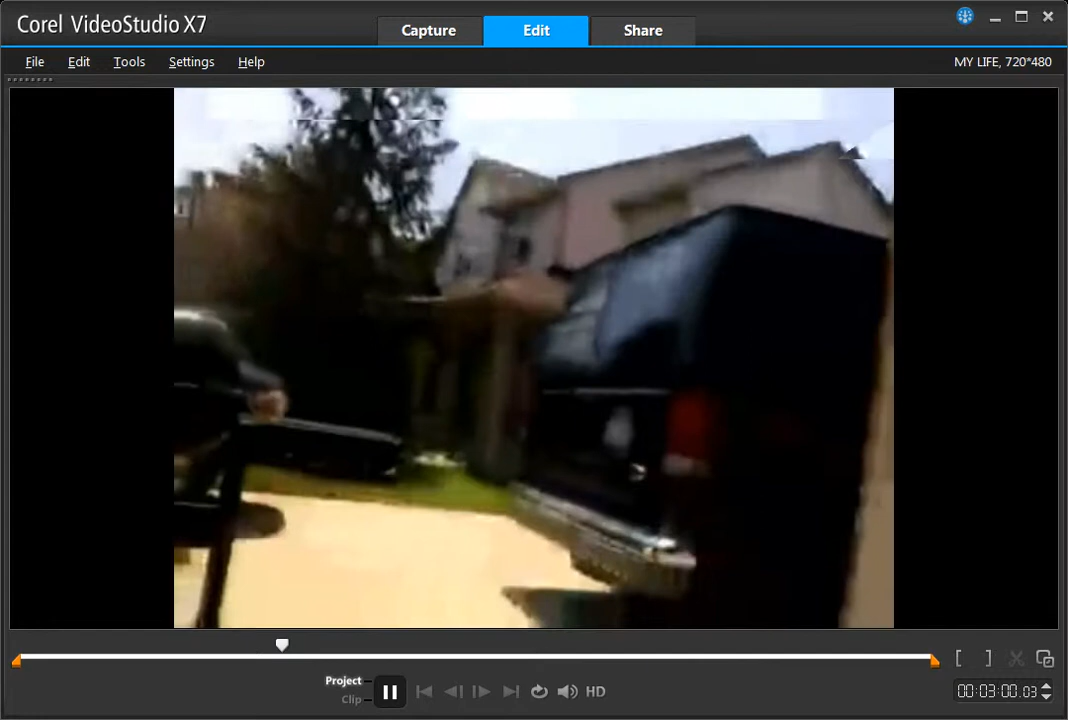 Corel VideoStudio X7
Capture
Edit
Share
File
Edit
Tools
Settings
Help
MY LIFE, 720*480
Project
Clip
HD
[ ]
00:03:00.03